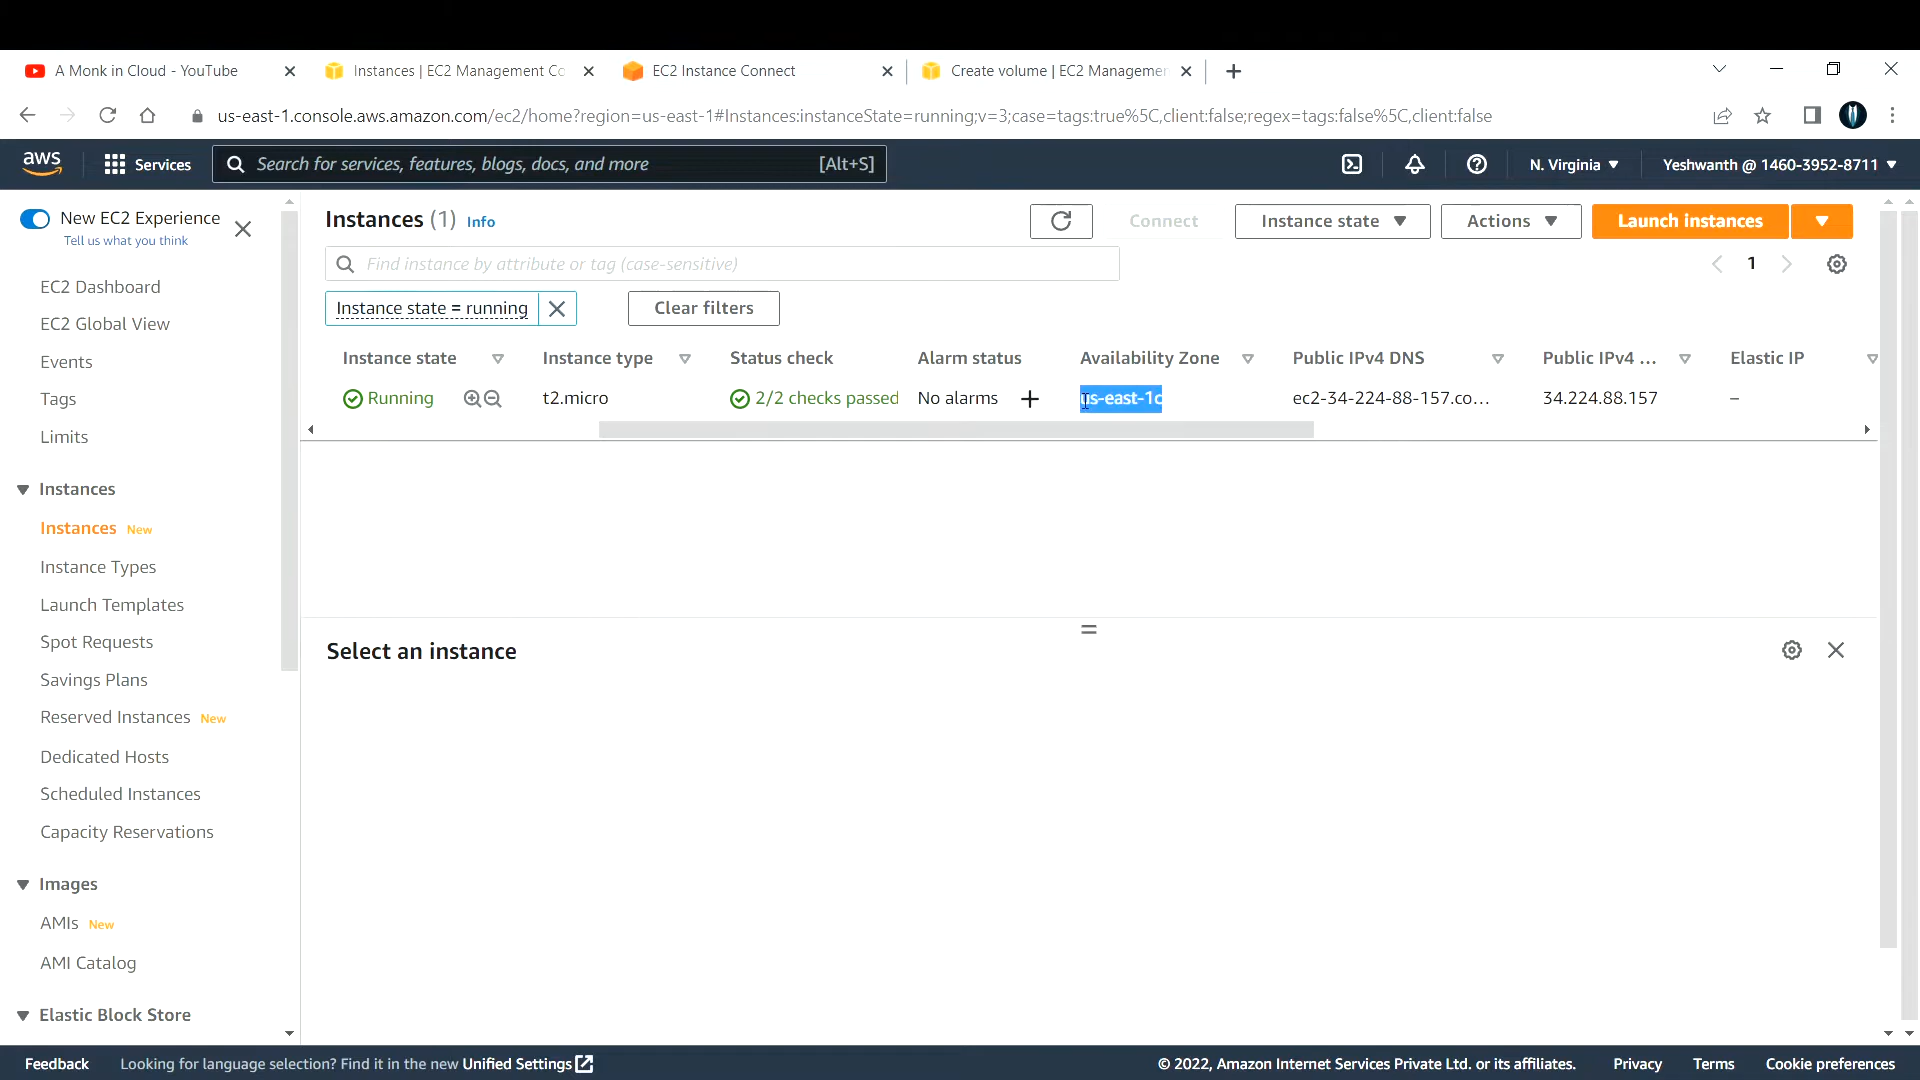 A Monk in Cloud - YouTube
Instances | EC2 Management Co
EC2 Instance Connect
Create volume | EC2 Managemen
us-east-1.console.aws.amazon.com/ec2/home?region=us-east-1#Instances:instanceState=running;v=3;case=tags:true%5C,client:false;regex=tags:false%5C,client:false
aws
Services
Search for services, features, blogs, docs, and more
[Alt+S]
N. Virginia
Yeshwanth @ 1460-3952-8711
New EC2 Experience
Tell us what you think
EC2 Dashboard
EC2 Global View
Events
Tags
Limits
Instances
Instances New
Instance Types
Launch Templates
Spot Requests
Savings Plans
Reserved Instances New
Dedicated Hosts
Scheduled Instances
Capacity Reservations
Images
AMIs New
AMI Catalog
Elastic Block Store
Instances (1) Info
Connect
Instance state
Actions
Launch instances
Find instance by attribute or tag (case-sensitive)
1
Instance state = running
Clear filters
Instance state Instance type Status check Alarm status Availability Zone Public IPv4 DNS Public IPv4 ... Elastic IP
Running t2.micro 2/2 checks passed No alarms + us-east-1c ec2-34-224-88-157.co... 34.224.88.157 –
Select an instance
Feedback
Looking for language selection? Find it in the new Unified Settings
© 2022, Amazon Internet Services Private Ltd. or its affiliates.
Privacy
Terms
Cookie preferences